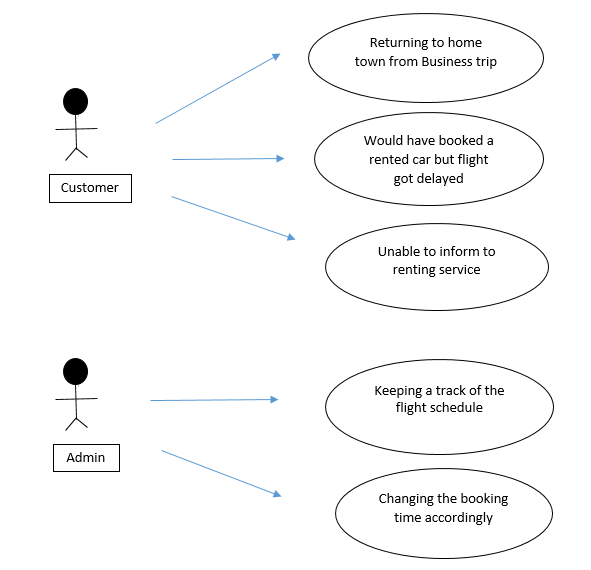 Returning to home
town from Business trip
Would have booked a
rented car but flight
got delayed
Customer
Unable to inform to
renting service
Keeping a track of the
flight schedule
Admin
Changing the booking
time accordingly